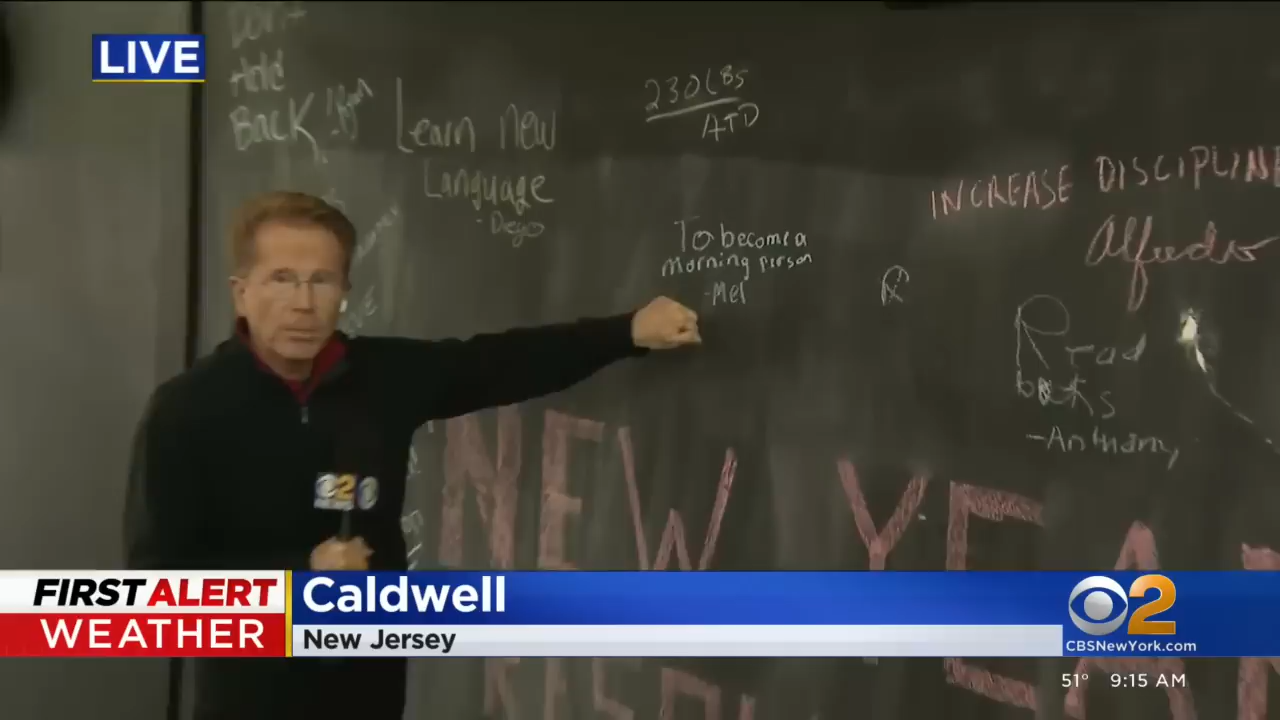 LIVE
Don't
Hold
Back!
Learn new
Language
- Diego
230LBS
ATD
To become a
morning person
-Mel
INCREASE DISCIPLINE
Alfredo
Read
books
-Anthony
NEW YEAR
FIRST ALERT
WEATHER
Caldwell
New Jersey
2
CBSNewYork.com
51° 9:15 AM